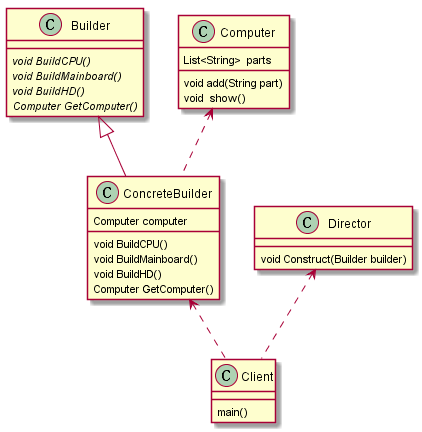 C Builder
void BuildCPU()
void BuildMainboard()
void BuildHD()
Computer GetComputer()
C Computer
List<String> parts
void add(String part)
void show()
C ConcreteBuilder
Computer computer
void BuildCPU()
void BuildMainboard()
void BuildHD()
Computer GetComputer()
C Director
void Construct(Builder builder)
C Client
main()